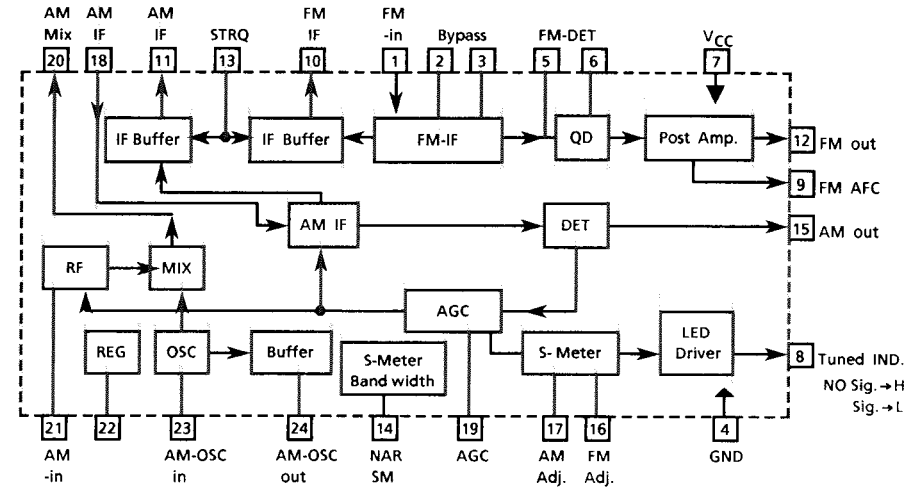 AM AM AM FM FM
Mix IF IF STRQ IF -in Bypass FM-DET VCC
20 18 11 13 10 1 2 3 5 6 7
IF Buffer IF Buffer FM-IF QD Post Amp. 12 FM out
9 FM AFC
AM IF DET 15 AM out
RF MIX
AGC
REG OSC Buffer S-Meter S-Meter LED
Band width Driver 8 Tuned IND.
NO Sig.→H
Sig.→L
21 22 23 24 14 19 17 16 4
AM AM-OSC AM-OSC NAR AGC AM FM GND
-in in out SM Adj. Adj.